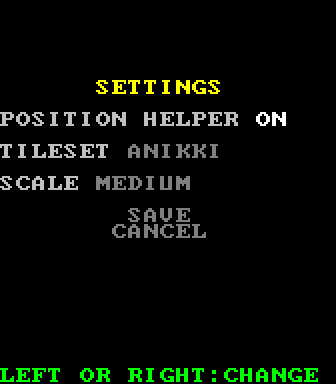 SETTINGS
POSITION HELPER ON
TILESET ANIKKI
SCALE MEDIUM
SAVE
CANCEL
LEFT OR RIGHT:CHANGE